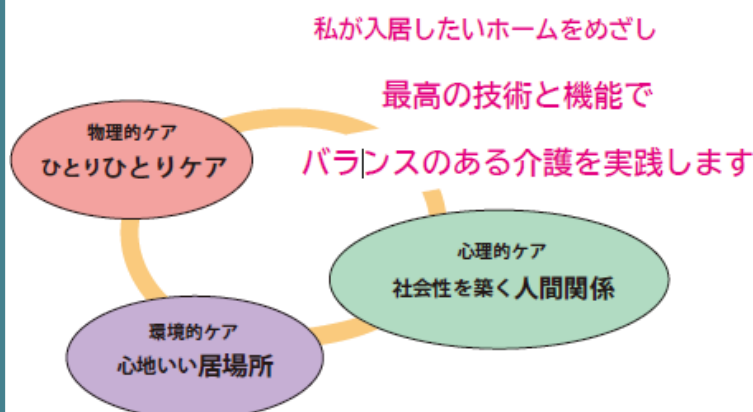 私が入居したいホームをめざし
最高の技術と機能で
バランスのある介護を実践します
物理的ケア
ひとりひとりケア
心理的ケア
社会性を築く人間関係
環境的ケア
心地いい居場所